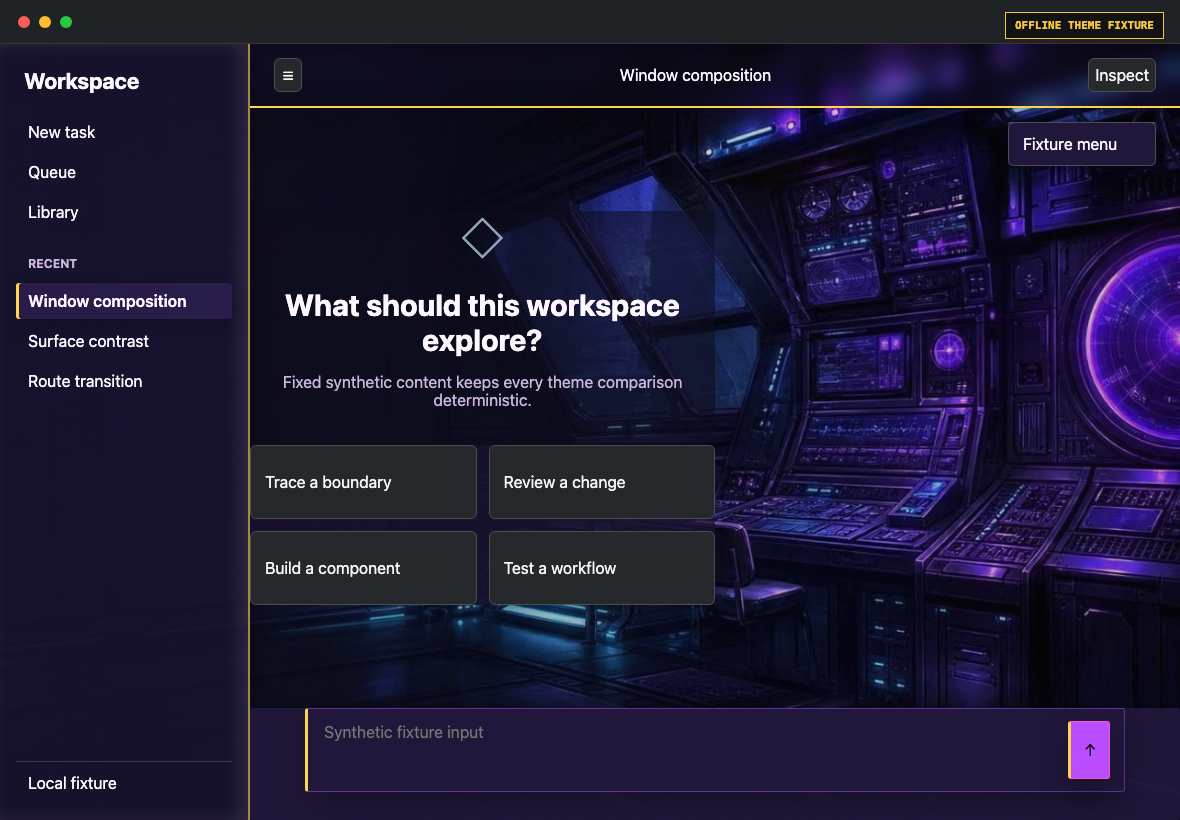 OFFLINE THEME FIXTURE
Workspace
New task
Queue
Library
RECENT
Window composition
Surface contrast
Route transition
Local fixture
Window composition
Inspect
Fixture menu
What should this workspace
explore?
Fixed synthetic content keeps every theme comparison
deterministic.
Trace a boundary
Review a change
Build a component
Test a workflow
Synthetic fixture input